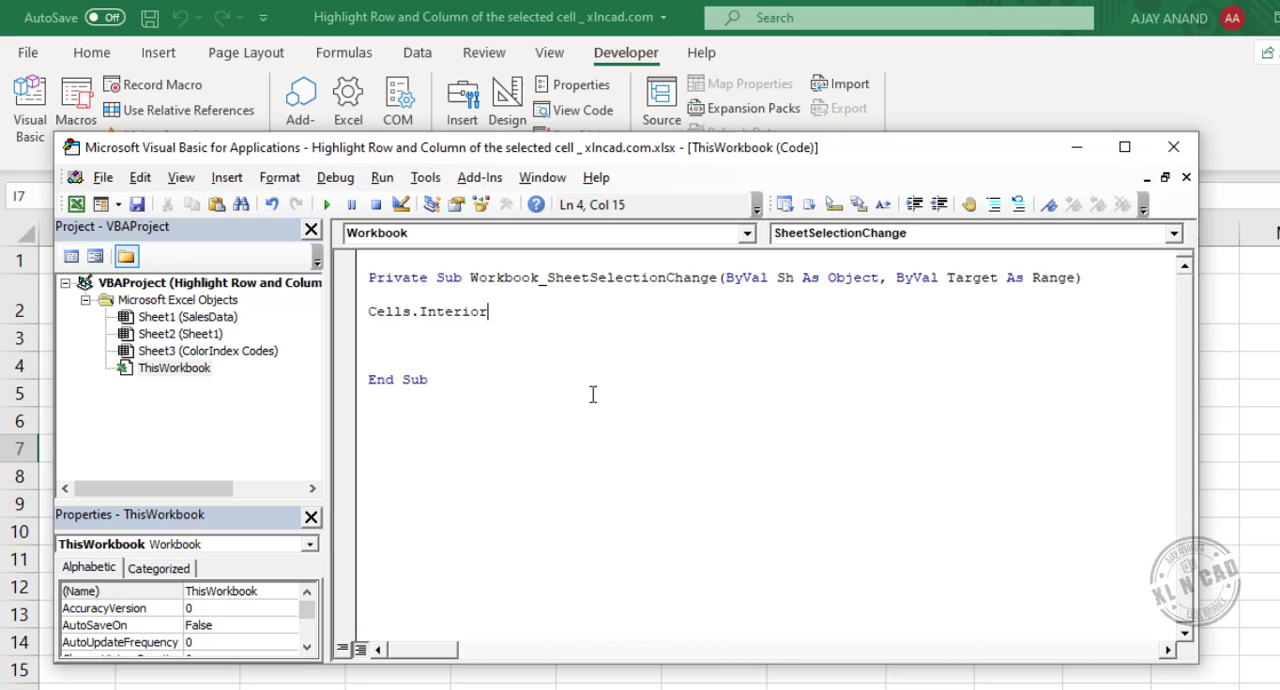 AutoSave Off Highlight Row and Column of the selected cell _ xlncad.com Search AJAY ANAND AA
File Home Insert Page Layout Formulas Data Review View Developer Help
Visual Basic
Macros
Record Macro
Use Relative References
Add-
Excel
COM
Insert
Design
Properties
View Code
Source
Map Properties
Expansion Packs
Import
Export
I7
Microsoft Visual Basic for Applications - Highlight Row and Column of the selected cell _ xlncad.com.xlsx - [ThisWorkbook (Code)]
File Edit View Insert Format Debug Run Tools Add-Ins Window Help
Ln 4, Col 15
Project - VBAProject
VBAProject (Highlight Row and Colum
Microsoft Excel Objects
Sheet1 (SalesData)
Sheet2 (Sheet1)
Sheet3 (ColorIndex Codes)
ThisWorkbook
Properties - ThisWorkbook
ThisWorkbook Workbook
Alphabetic Categorized
(Name) ThisWorkbook
AccuracyVersion 0
AutoSaveOn False
AutoUpdateFrequency 0
Workbook SheetSelectionChange
Private Sub Workbook_SheetSelectionChange(ByVal Sh As Object, ByVal Target As Range)
Cells.Interior
End Sub
1
2
3
4
5
6
7
8
9
10
11
12
13
14
15
AJAY ANAND
XL N CAD